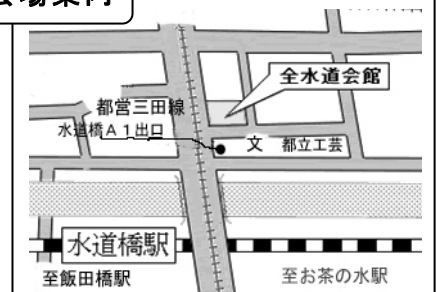 会場案内
全水道会館
都営三田線
水道橋A1出口
文 都立工芸
水道橋駅
至飯田橋駅
至お茶の水駅